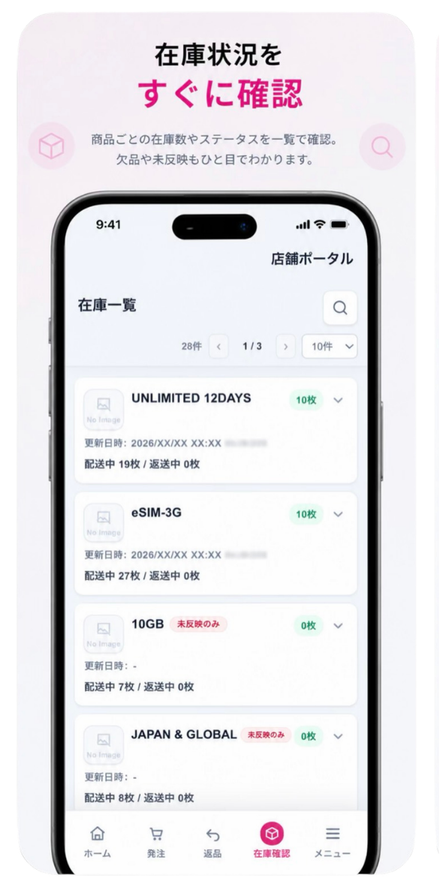 在庫状況を
すぐに確認
商品ごとの在庫数やステータスを一覧で確認。
欠品や未反映もひと目でわかります。
9:41
店舗ポータル
在庫一覧
28件 ‹ 1 / 3 › 10件
No Image
UNLIMITED 12DAYS 10枚
更新日時: 2026/XX/XX XX:XX
配送中 19枚 / 返送中 0枚
No Image
eSIM-3G 10枚
更新日時: 2026/XX/XX XX:XX
配送中 27枚 / 返送中 0枚
No Image
10GB 未反映のみ 0枚
更新日時: -
配送中 7枚 / 返送中 0枚
No Image
JAPAN & GLOBAL 未反映のみ 0枚
更新日時: -
配送中 8枚 / 返送中 0枚
ホーム 発注 返品 在庫確認 メニュー